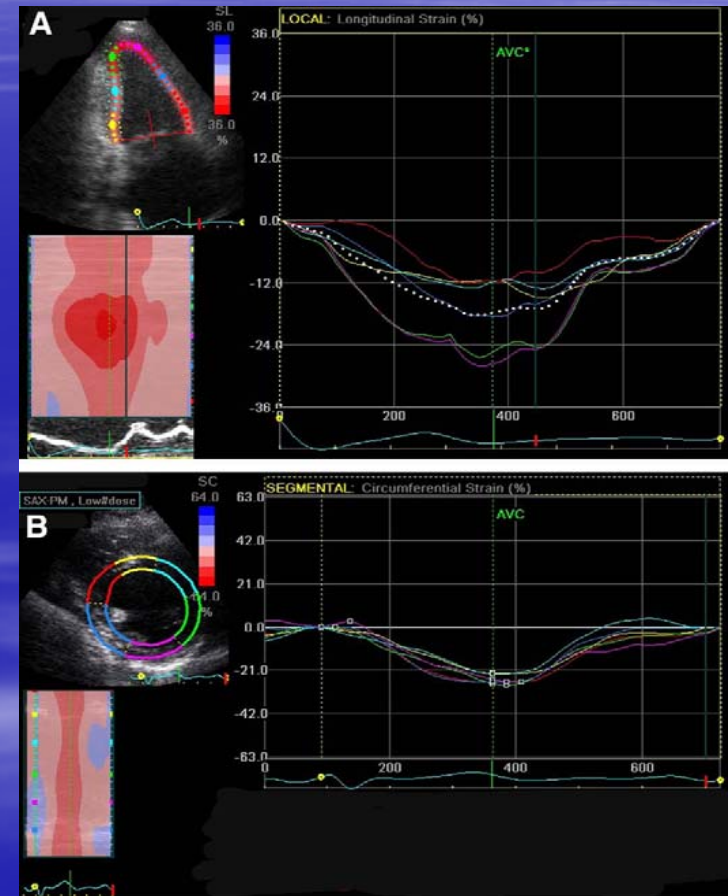 A
SL
36.0
36.0
%
LOCAL: Longitudinal Strain (%)
36.0
AVC*
24.0
12.0
0.0
-12.0
-24.0
-36.0
200
400
600
B
SAX-PM , Low#dose
SC
64.0
%
SEGMENTAL: Circumferential Strain (%)
63.0
AVC
42.0
21.0
0.0
-21.0
-42.0
-63.0
0
200
400
600